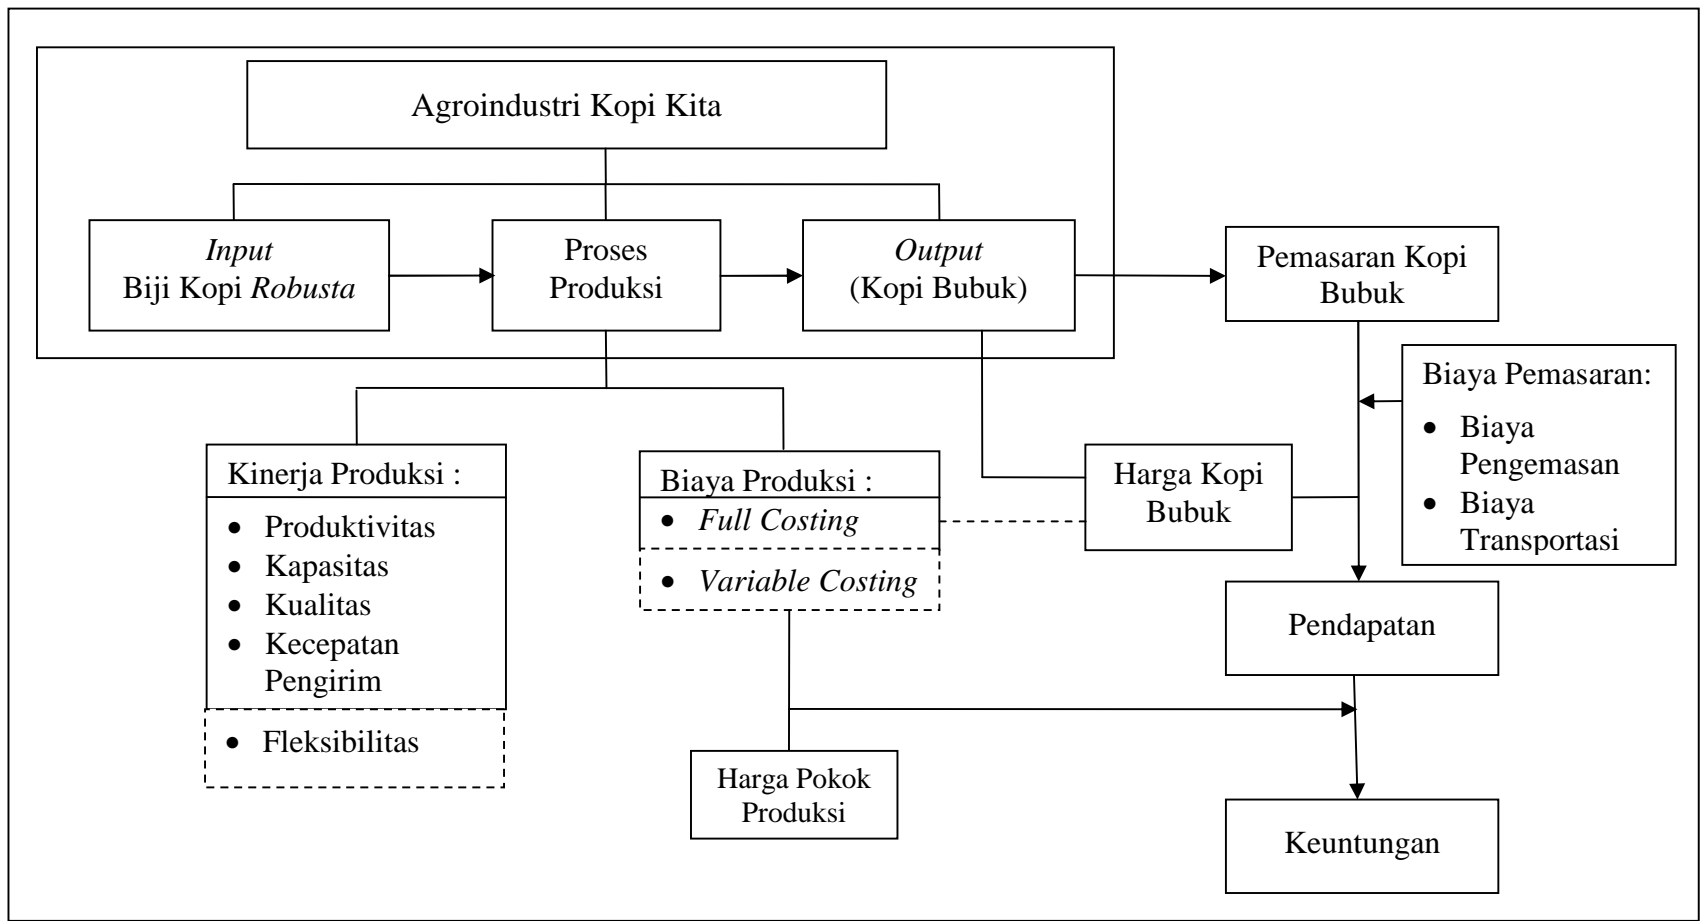 Agroindustri Kopi Kita
Input
Biji Kopi Robusta
Proses
Produksi
Output
(Kopi Bubuk)
Pemasaran Kopi
Bubuk
Biaya Pemasaran:
• Biaya
Pengemasan
• Biaya
Transportasi
Kinerja Produksi :
• Produktivitas
• Kapasitas
• Kualitas
• Kecepatan
Pengirim
• Fleksibilitas
Biaya Produksi :
• Full Costing
• Variable Costing
Harga Kopi
Bubuk
Pendapatan
Harga Pokok
Produksi
Keuntungan